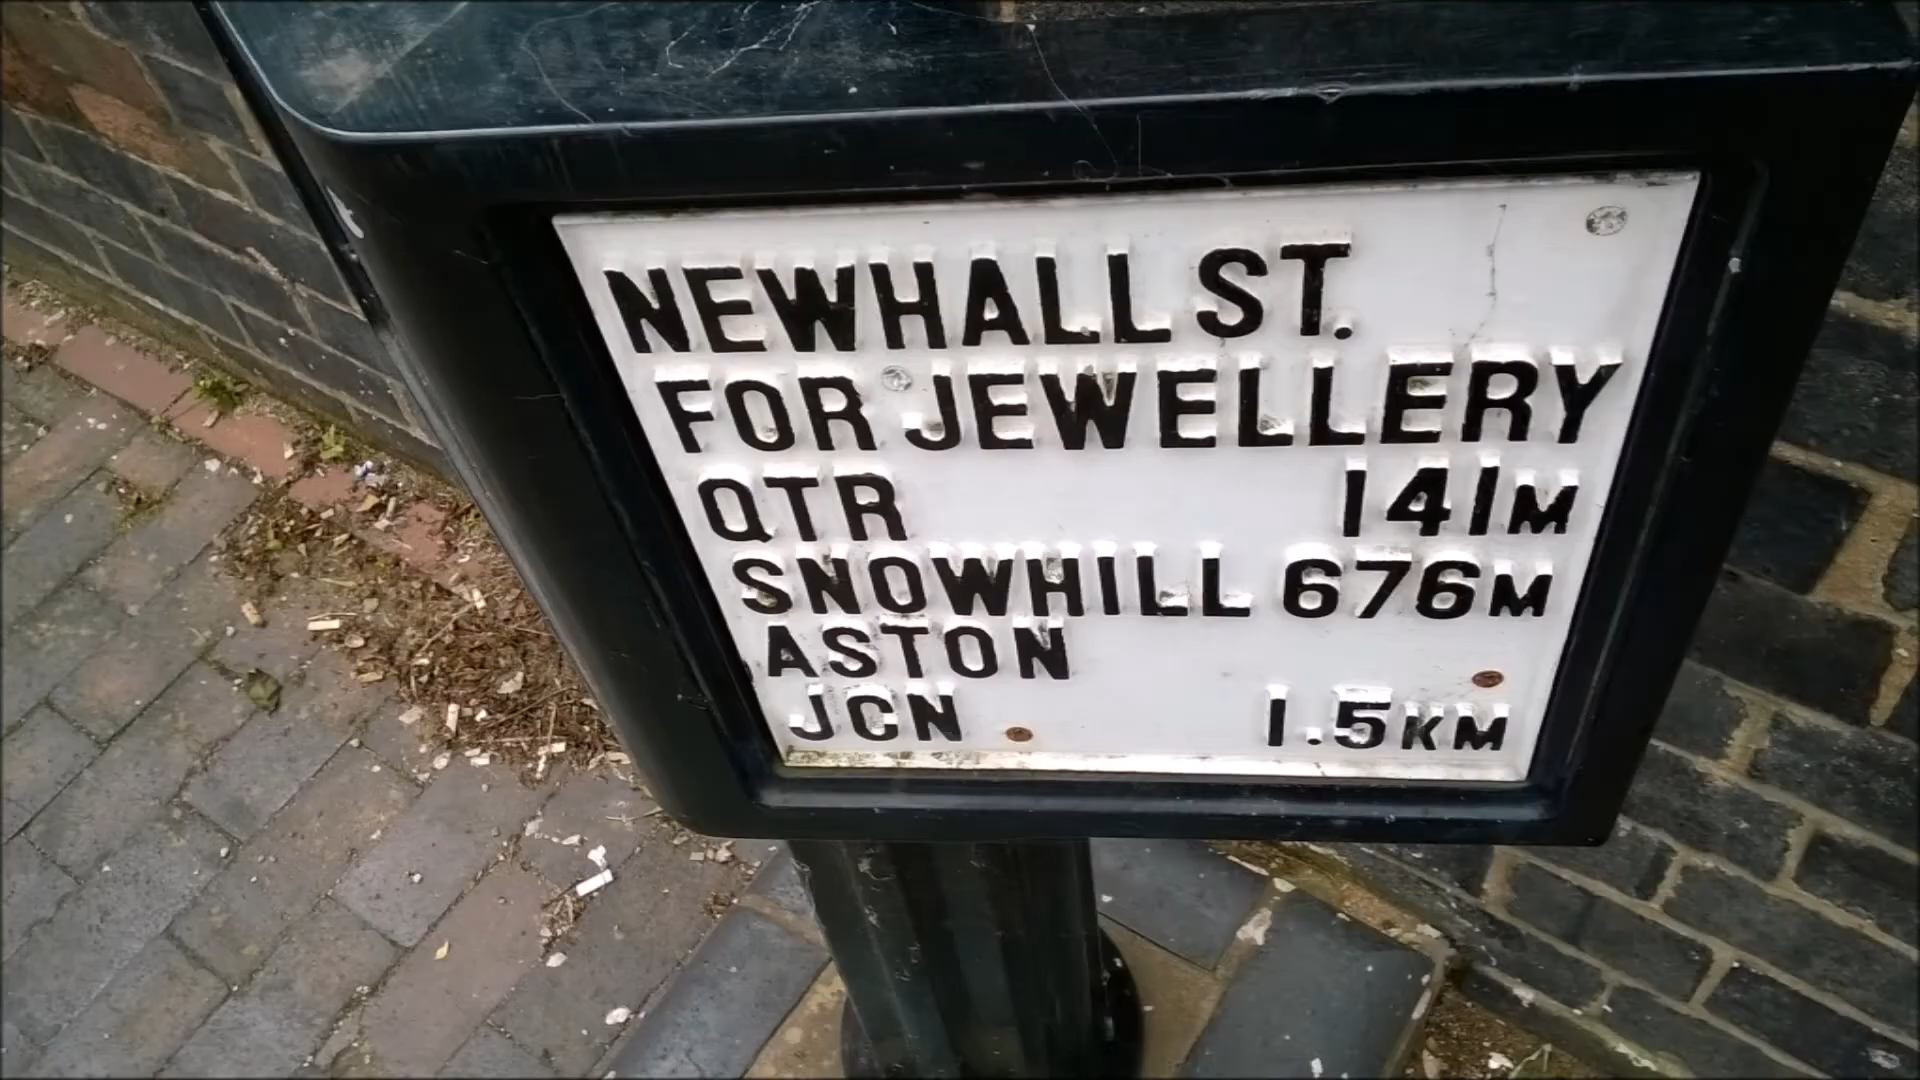 NEWHALL ST.
FOR JEWELLERY
QTR 141M
SNOWHILL 676M
ASTON
JCN 1.5KM